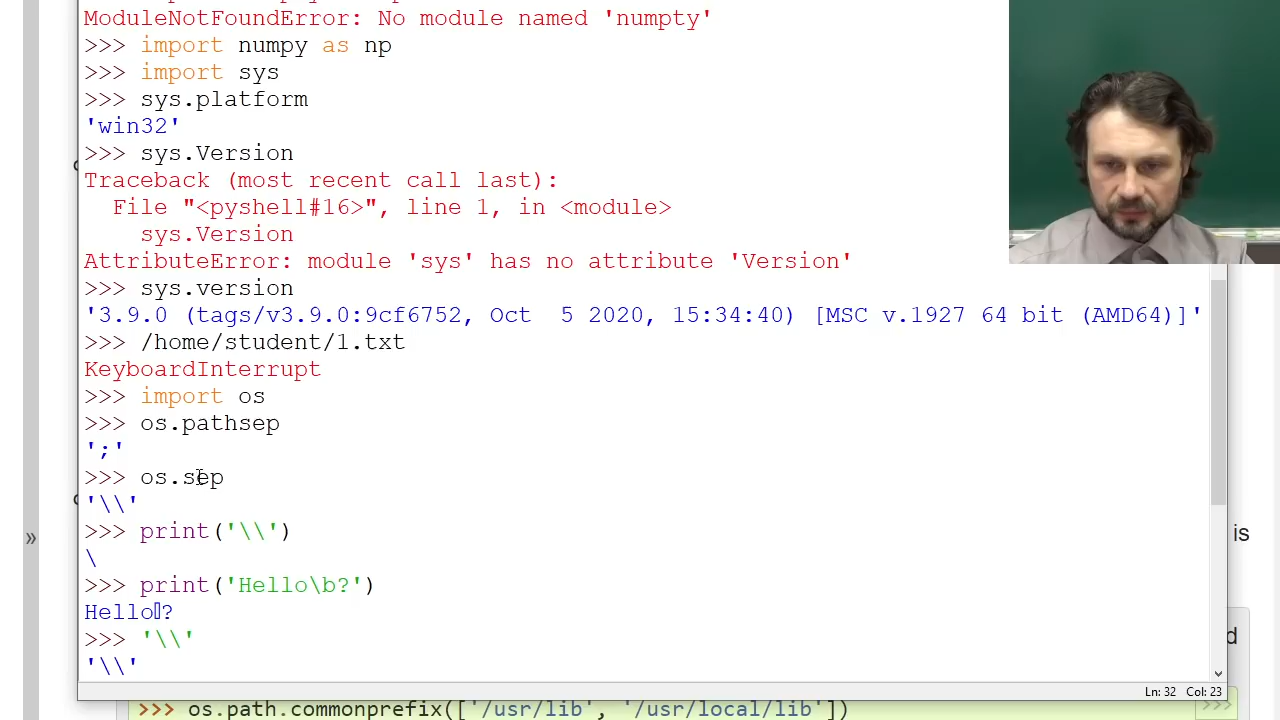 ModuleNotFoundError: No module named 'numpty'
>>> import numpy as np
>>> import sys
>>> sys.platform
'win32'
>>> sys.Version
Traceback (most recent call last):
  File "<pyshell#16>", line 1, in <module>
    sys.Version
AttributeError: module 'sys' has no attribute 'Version'
>>> sys.version
'3.9.0 (tags/v3.9.0:9cf6752, Oct  5 2020, 15:34:40) [MSC v.1927 64 bit (AMD64)]'
>>> /home/student/1.txt
KeyboardInterrupt
>>> import os
>>> os.pathsep
';'
>>> os.sep
'\\'
>>> print('\\')
\
» is
>>> print('Hello\b?')
Hello▯?
>>> '\\'
'\\'
Ln: 32 Col: 23
>>> os.path.commonprefix(['/usr/lib', '/usr/local/lib'])
>>>